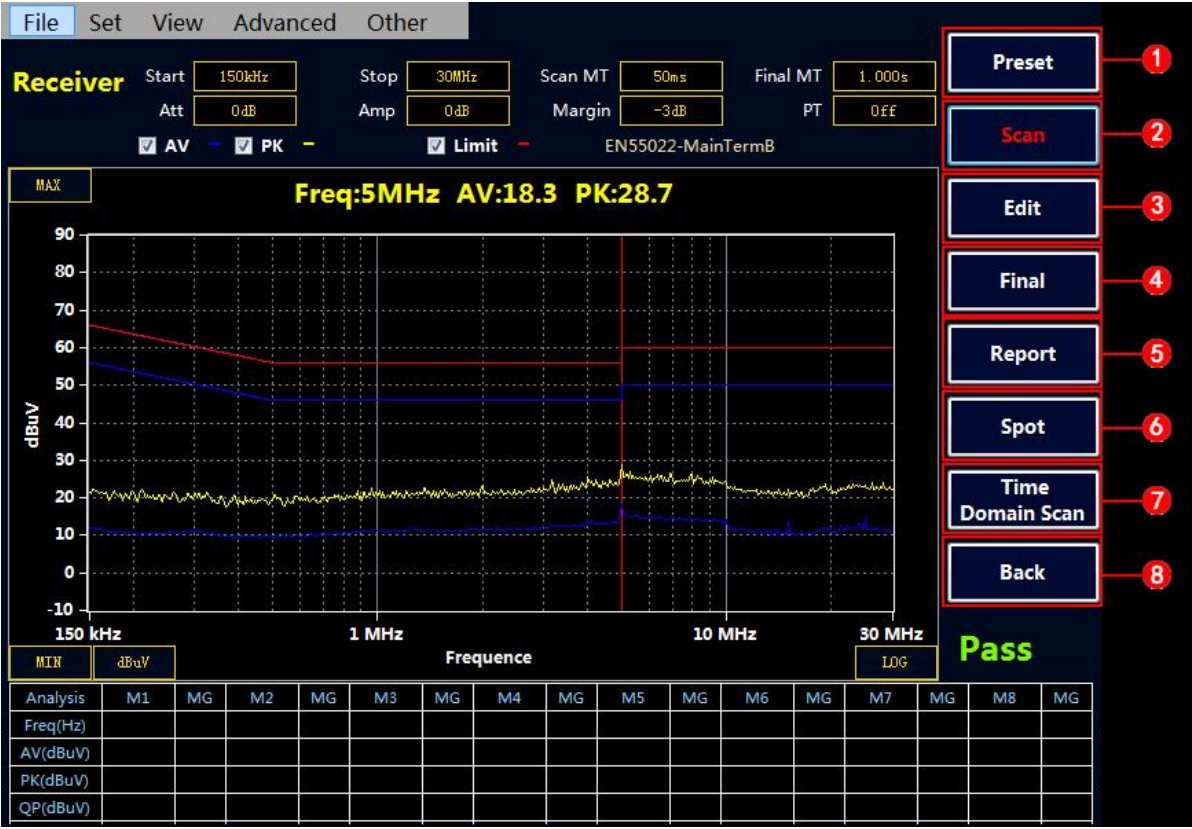 File Set View Advanced Other
Receiver Start 150kHz Stop 30MHz Scan MT 50ms Final MT 1.000s
Att 0dB Amp 0dB Margin -3dB PT Off
AV PK Limit EN55022-MainTermB
MAX
Freq:5MHz AV:18.3 PK:28.7
90
80
70
60
50
40
30
20
10
0
-10
dBuV
150 kHz 1 MHz 10 MHz 30 MHz
Frequence
MIN dBuV LOG
Preset 1
Scan 2
Edit 3
Final 4
Report 5
Spot 6
Time
Domain Scan 7
Back 8
Pass
Analysis M1 MG M2 MG M3 MG M4 MG M5 MG M6 MG M7 MG M8 MG
Freq(Hz)
AV(dBuV)
PK(dBuV)
QP(dBuV)